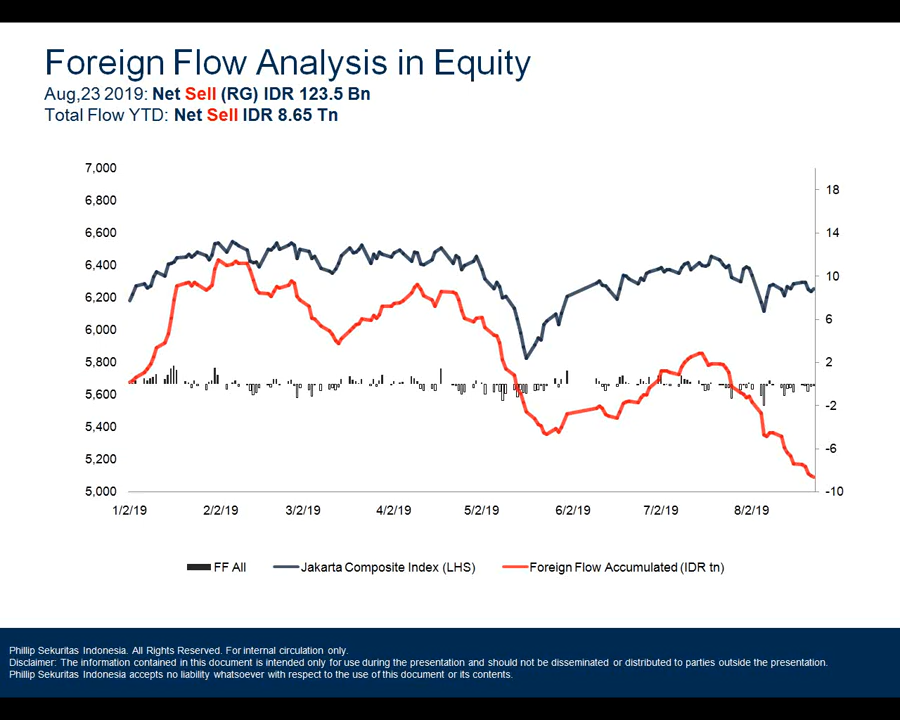 Foreign Flow Analysis in Equity
Aug,23 2019: Net Sell (RG) IDR 123.5 Bn
Total Flow YTD: Net Sell IDR 8.65 Tn
7,000
6,800
6,600
6,400
6,200
6,000
5,800
5,600
5,400
5,200
5,000
18
14
10
6
2
-2
-6
-10
1/2/19 2/2/19 3/2/19 4/2/19 5/2/19 6/2/19 7/2/19 8/2/19
FF All Jakarta Composite Index (LHS) Foreign Flow Accumulated (IDR tn)
Phillip Sekuritas Indonesia. All Rights Reserved. For internal circulation only.
Disclaimer: The information contained in this document is intended only for use during the presentation and should not be disseminated or distributed to parties outside the presentation.
Phillip Sekuritas Indonesia accepts no liability whatsoever with respect to the use of this document or its contents.